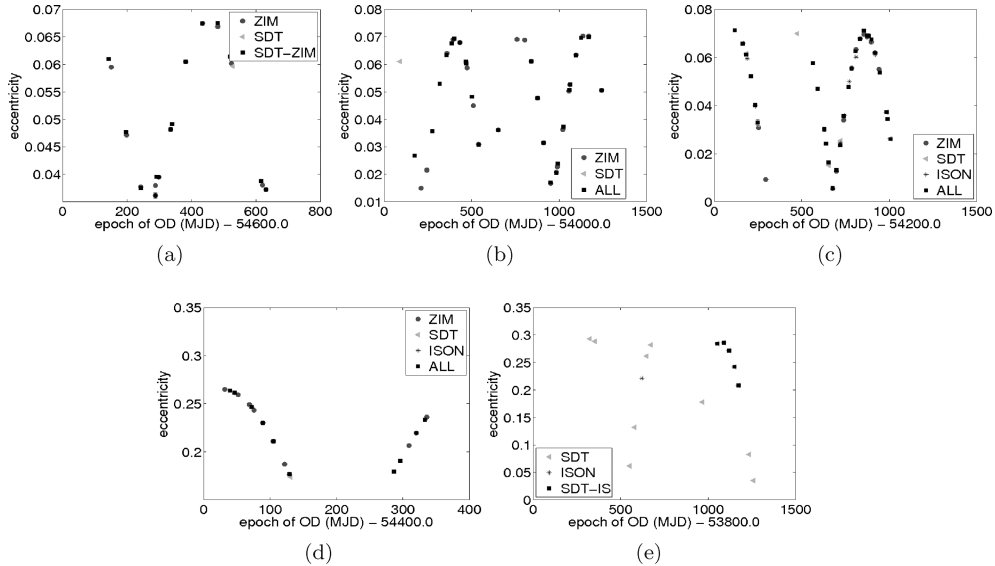 0.07
0.065
0.06
0.055
0.05
0.045
0.04
eccentricity
0 200 400 600 800
epoch of OD (MJD) − 54600.0
ZIM
SDT
SDT−ZIM
(a)
0.07
0.06
0.05
0.04
0.03
0.02
0.01
eccentricity
0 500 1000 1500
epoch of OD (MJD) − 54000.0
ZIM
SDT
ALL
(b)
0.08
0.06
0.04
0.02
0
eccentricity
0 500 1000 1500
epoch of OD (MJD) − 54200.0
ZIM
SDT
ISON
ALL
(c)
0.35
0.3
0.25
0.2
eccentricity
0 100 200 300 400
epoch of OD (MJD) − 54400.0
ZIM
SDT
ISON
ALL
(d)
0.35
0.3
0.25
0.2
0.15
0.1
0.05
0
eccentricity
0 500 1000 1500
epoch of OD (MJD) − 53800.0
SDT
ISON
SDT−IS
(e)